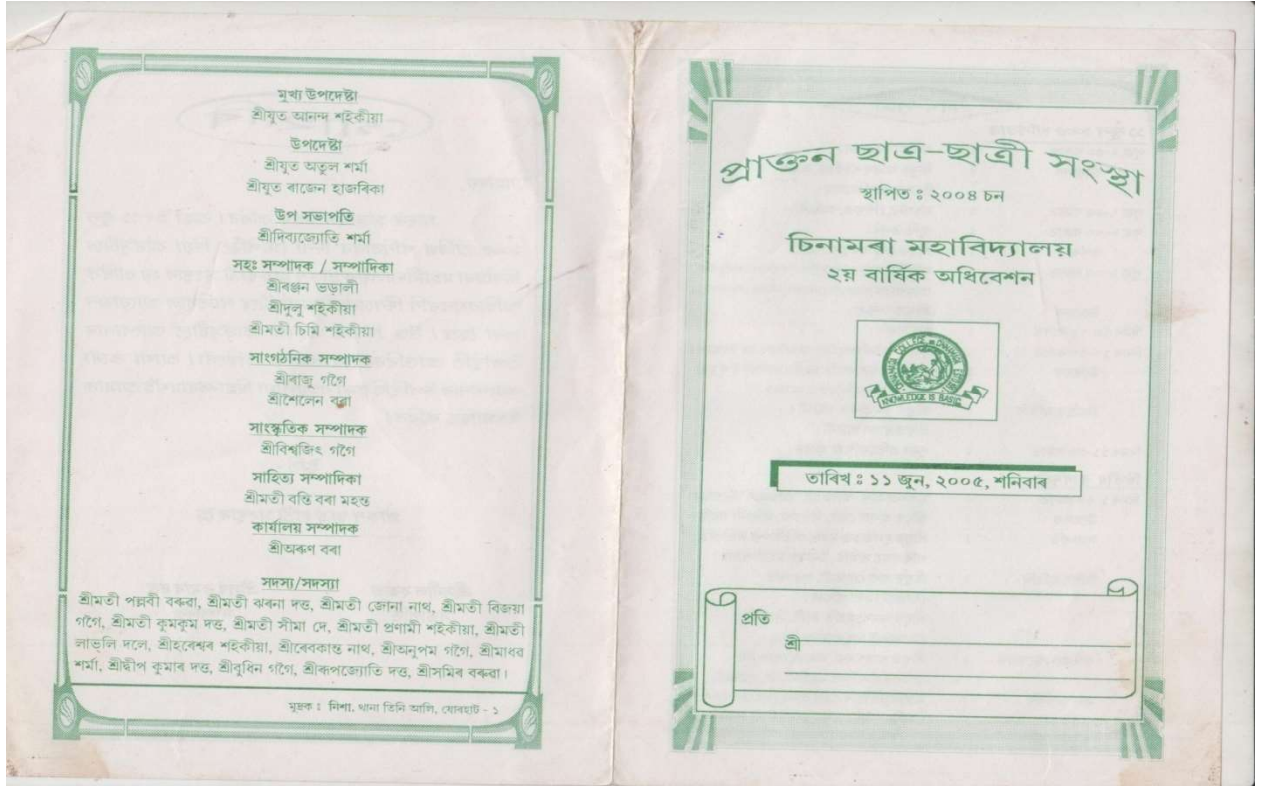 মুখ্য উপদেষ্টা
শ্ৰীযুত আনন্দ শইকীয়া
উপদেষ্টা
শ্ৰীযুত অতুল শৰ্মা
শ্ৰীযুত ৰাজেন হাজৰিকা
উপ সভাপতি
শ্ৰীদিব্যজ্যোতি শৰ্মা
সহঃ সম্পাদক / সম্পাদিকা
শ্ৰীৰঞ্জন ভড়ালী
শ্ৰীদুলু শইকীয়া
শ্ৰীমতী চিমি শইকীয়া
সাংগঠনিক সম্পাদক
শ্ৰীৰাজু গগৈ
শ্ৰীশৈলেন বৰা
সাংস্কৃতিক সম্পাদক
শ্ৰীবিশ্বজিৎ গগৈ
সাহিত্য সম্পাদিকা
শ্ৰীমতী বন্তি বৰা মহন্ত
কাৰ্যালয় সম্পাদক
শ্ৰীঅৰুণ বৰা
সদস্য/সদস্যা
শ্ৰীমতী পল্লবী বৰুৱা, শ্ৰীমতী ঝৰনা দত্ত, শ্ৰীমতী জোনা নাথ, শ্ৰীমতী বিজয়া
গগৈ, শ্ৰীমতী কুমকুম দত্ত, শ্ৰীমতী সীমা দে, শ্ৰীমতী প্ৰণামী শইকীয়া, শ্ৰীমতী
লাভলি দলে, শ্ৰীহৰেশ্বৰ শইকীয়া, শ্ৰীৰেবকান্ত নাথ, শ্ৰীঅনুপম গগৈ, শ্ৰীমাধৱ
শৰ্মা, শ্ৰীদ্বীপ কুমাৰ দত্ত, শ্ৰীবুধিন গগৈ, শ্ৰীৰূপজ্যোতি দত্ত, শ্ৰীসমিৰ বৰুৱা।
মুদ্ৰক : নিশা, থানা তিনি আলি, যোৰহাট - ১
প্ৰাক্তন ছাত্ৰ-ছাত্ৰী সংস্থা
স্থাপিত : ২০০৪ চন
চিনামৰা মহাবিদ্যালয়
২য় বাৰ্ষিক অধিবেশন
KNOWLEDGE IS BASIC
তাৰিখ : ১১ জুন, ২০০৫, শনিবাৰ
প্ৰতি
শ্ৰী